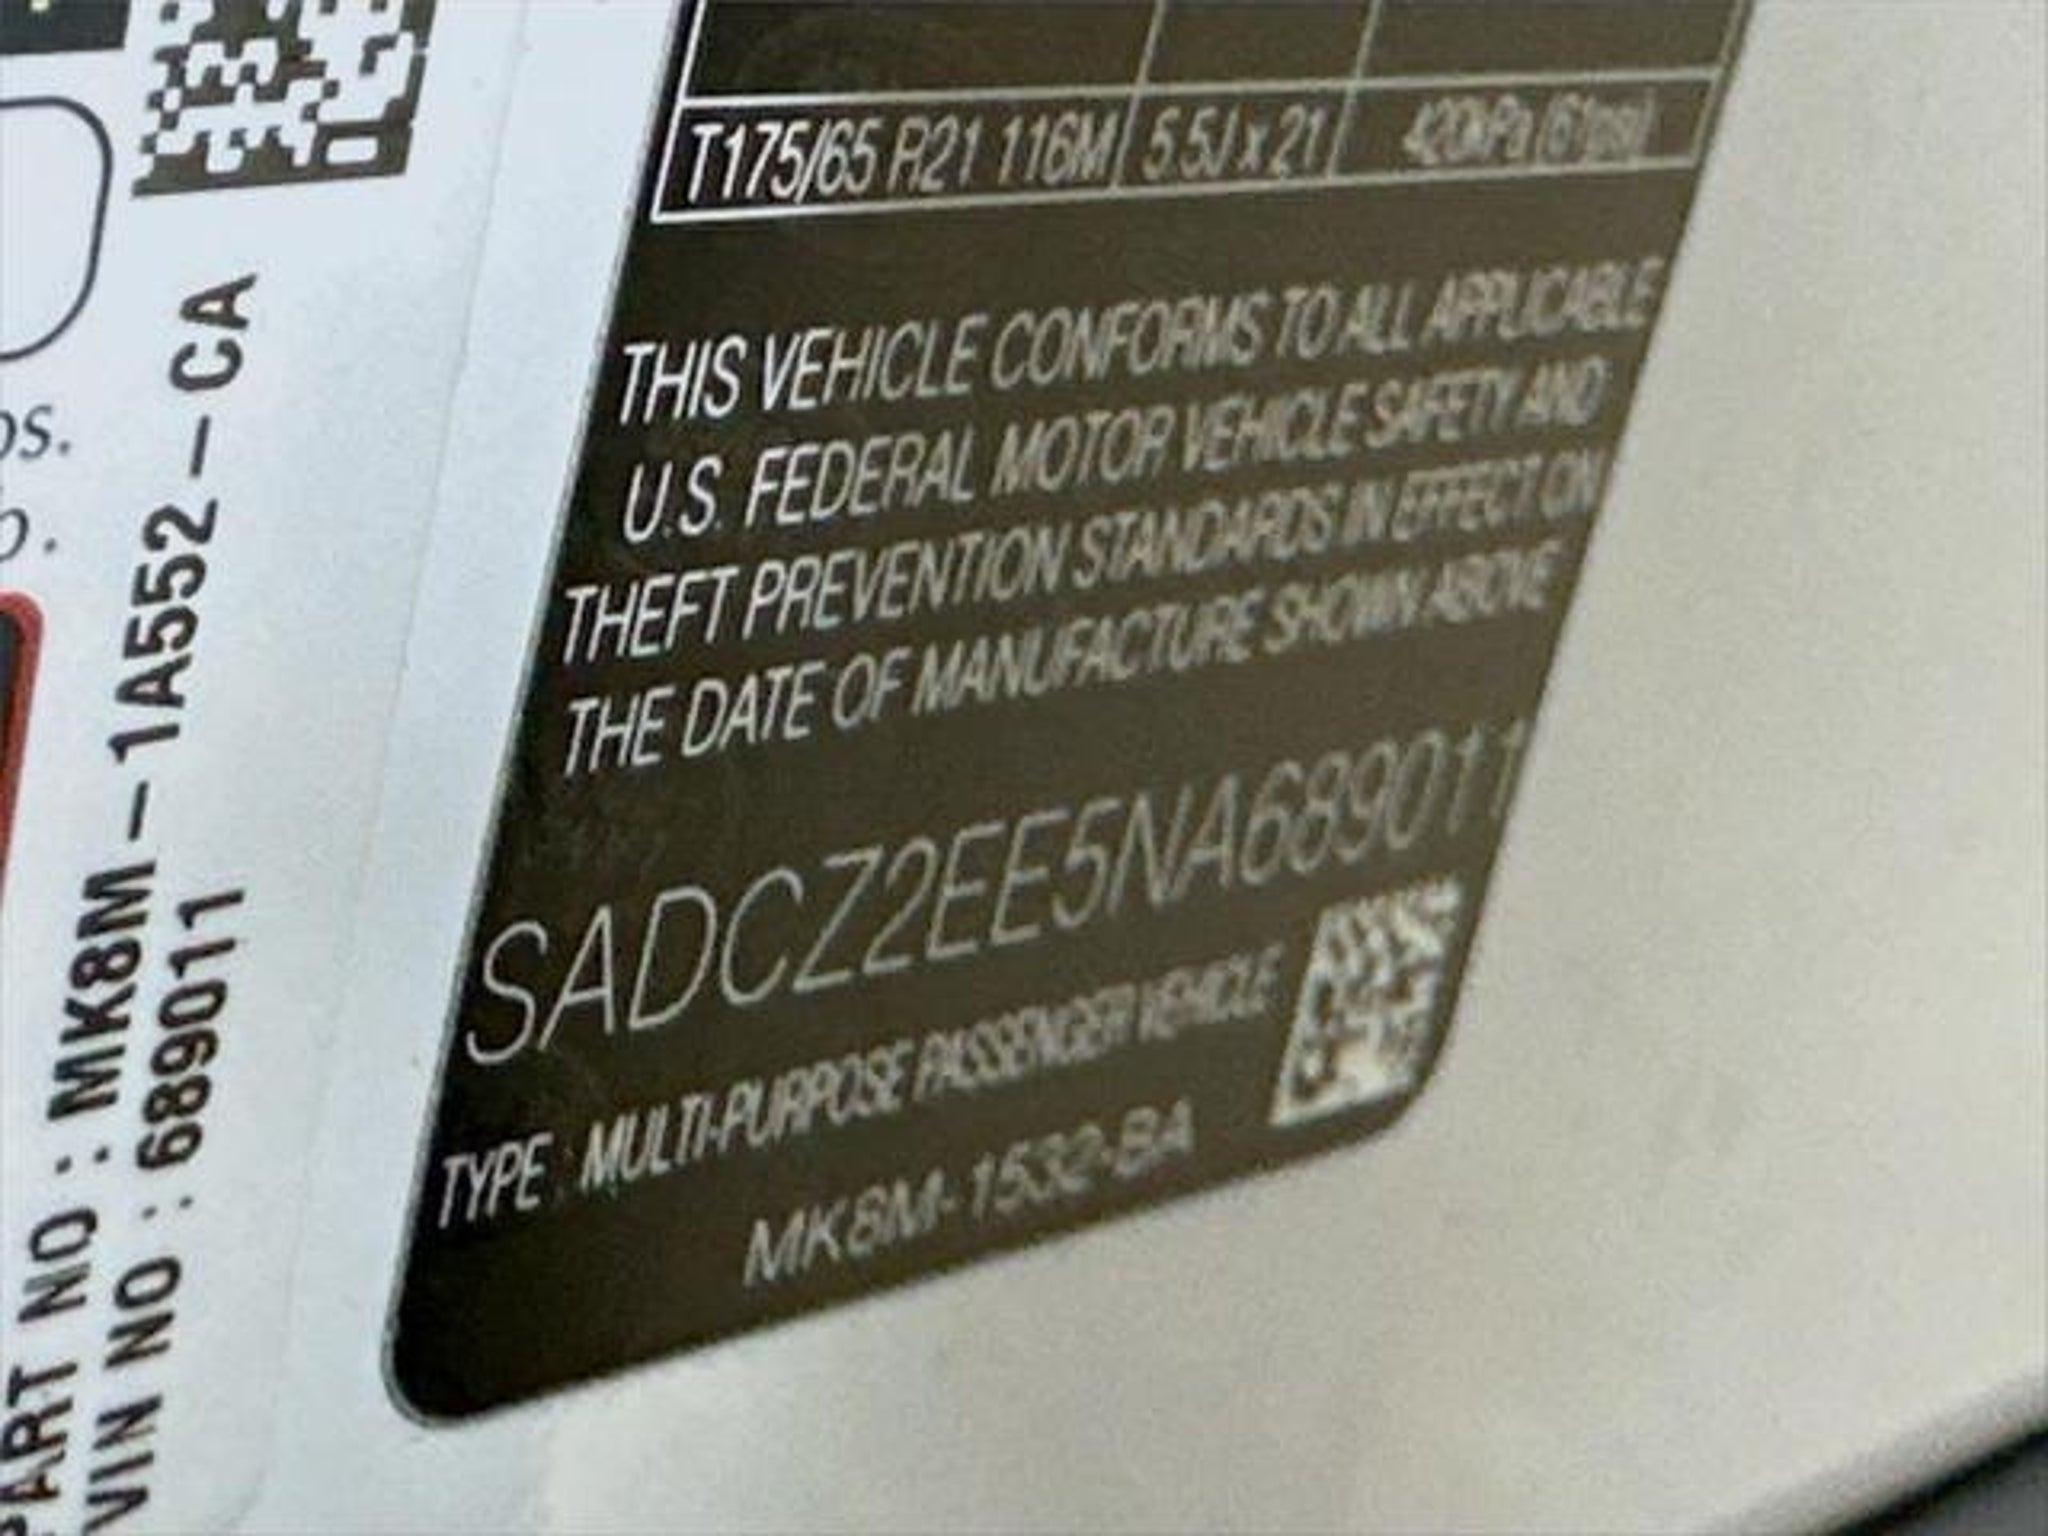 T175/65 R21 116M 5.5J x 21 420kPa (61psi)
THIS VEHICLE CONFORMS TO ALL APPLICABLE
U.S. FEDERAL MOTOR VEHICLE SAFETY AND
THEFT PREVENTION STANDARDS IN EFFECT ON
THE DATE OF MANUFACTURE SHOWN ABOVE
SADCZ2EE5NA689011
TYPE : MULTI-PURPOSE PASSENGER VEHICLE
MK8M-1532-BA
PART NO : MK8M-1A552-CA
VIN NO : 689011